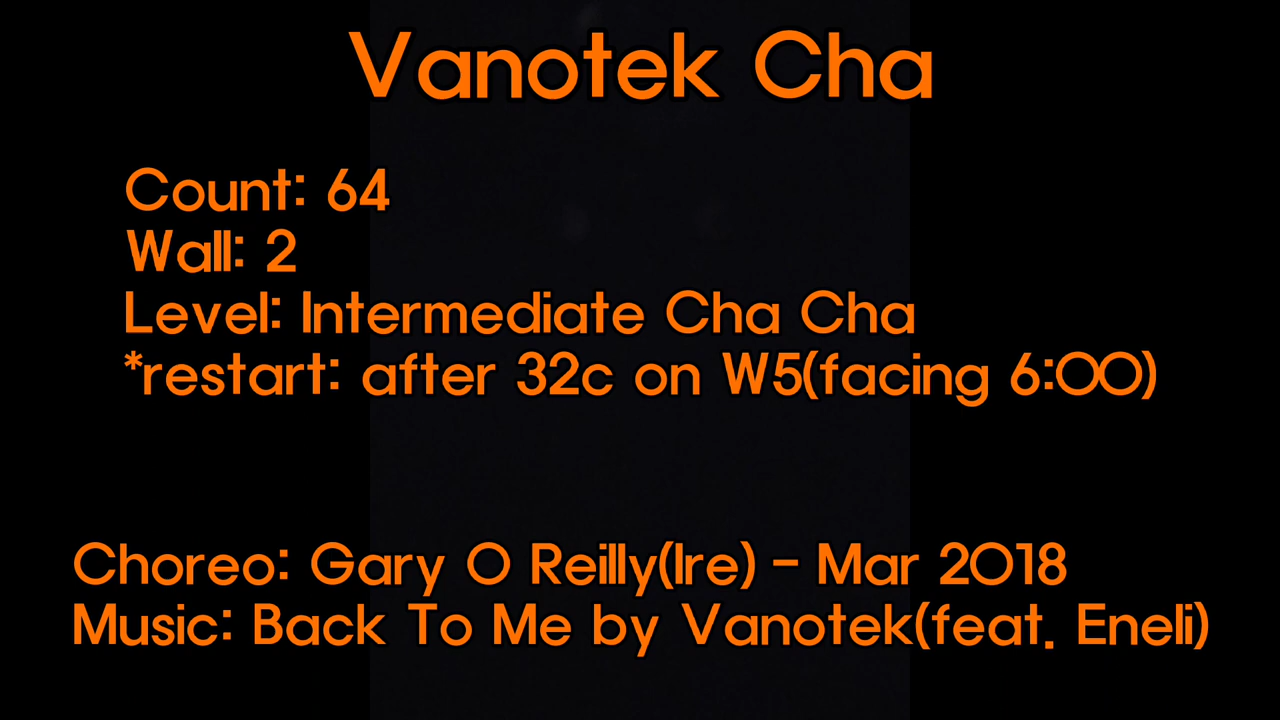 Vanotek Cha
Count: 64
Wall: 2
Level: Intermediate Cha Cha
*restart: after 32c on W5(facing 6:00)
Choreo: Gary O Reilly(Ire) - Mar 2018
Music: Back To Me by Vanotek(feat. Eneli)